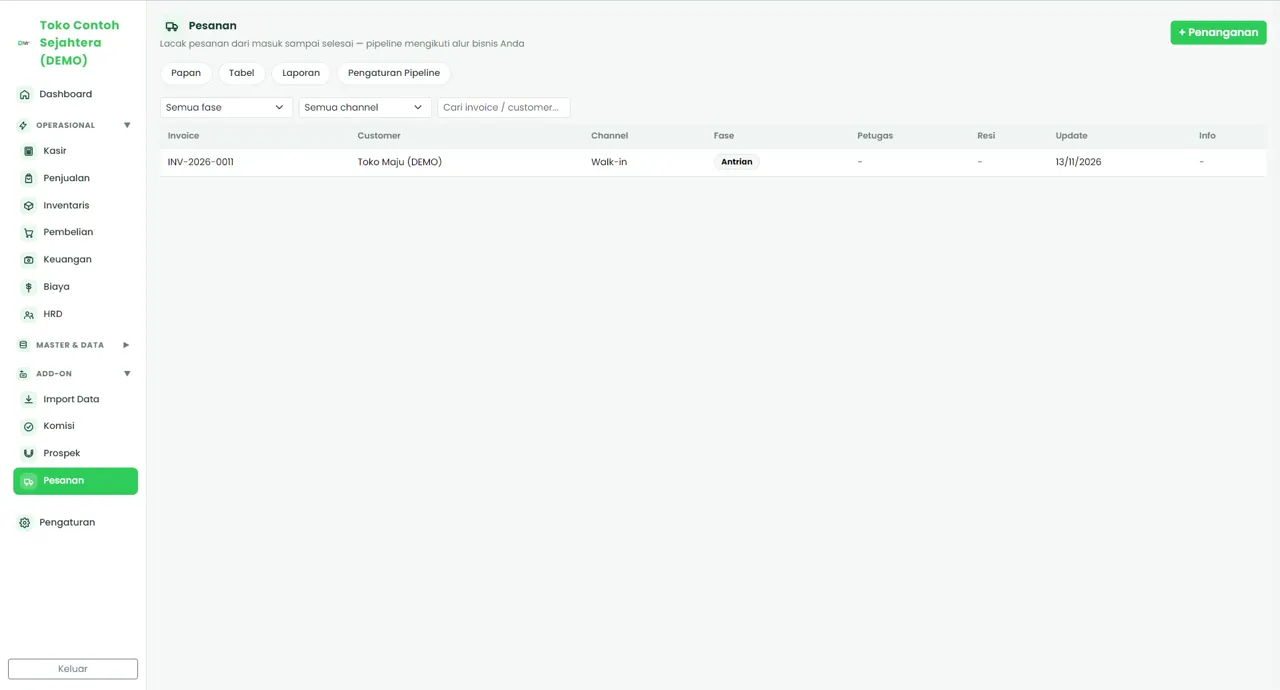 Toko Contoh
Sejahtera
(DEMO)
Dashboard
OPERASIONAL
Kasir
Penjualan
Inventaris
Pembelian
Keuangan
Biaya
HRD
MASTER & DATA
ADD-ON
Import Data
Komisi
Prospek
Pesanan
Pengaturan
Keluar
Pesanan
Lacak pesanan dari masuk sampai selesai — pipeline mengikuti alur bisnis Anda
+ Penanganan
Papan Tabel Laporan Pengaturan Pipeline
Semua fase Semua channel Cari invoice / customer...
Invoice Customer Channel Fase Petugas Resi Update Info
INV-2026-0011 Toko Maju (DEMO) Walk-in Antrian - - 13/11/2026 -